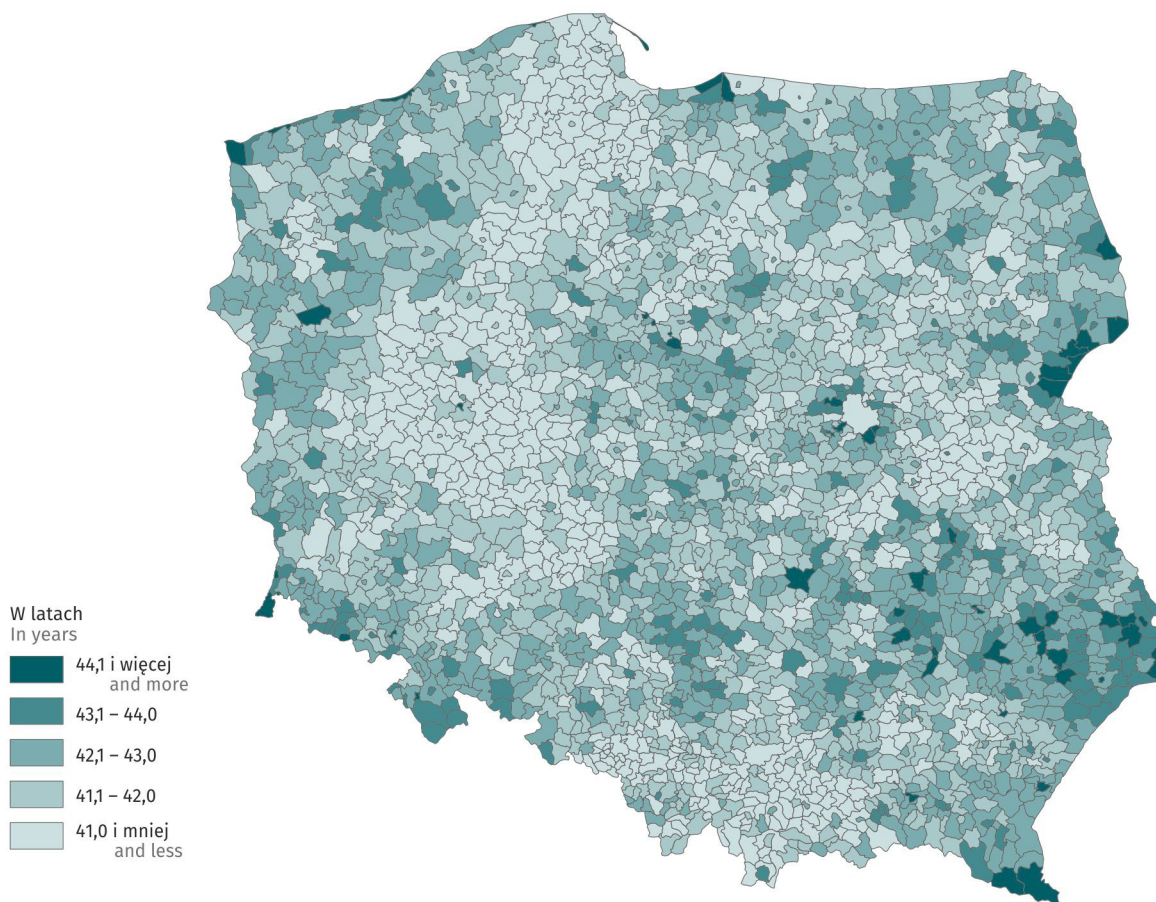 W latach
In years
44,1 i więcej
and more
43,1 – 44,0
42,1 – 43,0
41,1 – 42,0
41,0 i mniej
and less